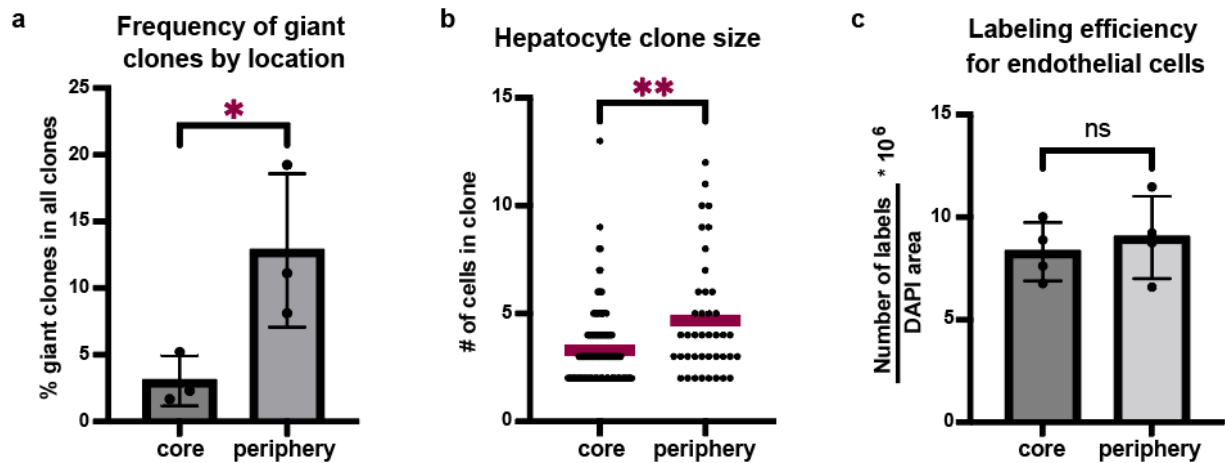 a
Frequency of giant
clones by location
% giant clones in all clones
25
20
15
10
5
0
*
core periphery
b
Hepatocyte clone size
# of cells in clone
15
10
5
0
**
core periphery
c
Labeling efficiency
for endothelial cells
Number of labels * 10⁶
DAPI area
15
10
5
0
ns
core periphery